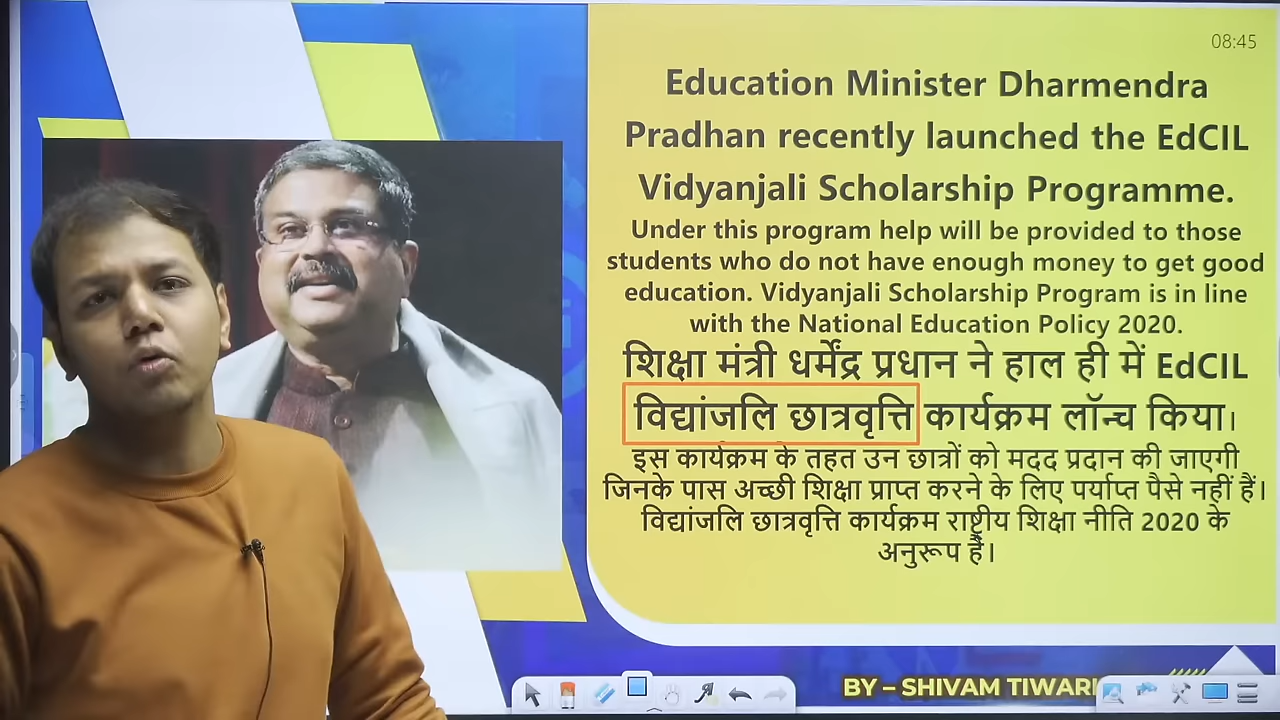 08:45
Education Minister Dharmendra
Pradhan recently launched the EdCIL
Vidyanjali Scholarship Programme.
Under this program help will be provided to those
students who do not have enough money to get good
education. Vidyanjali Scholarship Program is in line
with the National Education Policy 2020.
शिक्षा मंत्री धर्मेंद्र प्रधान ने हाल ही में EdCIL
विद्यांजलि छात्रवृत्ति कार्यक्रम लॉन्च किया।
इस कार्यक्रम के तहत उन छात्रों को मदद प्रदान की जाएगी
जिनके पास अच्छी शिक्षा प्राप्त करने के लिए पर्याप्त पैसे नहीं हैं।
विद्यांजलि छात्रवृत्ति कार्यक्रम राष्ट्रीय शिक्षा नीति 2020 के
अनुरूप है।
BY – SHIVAM TIWARI